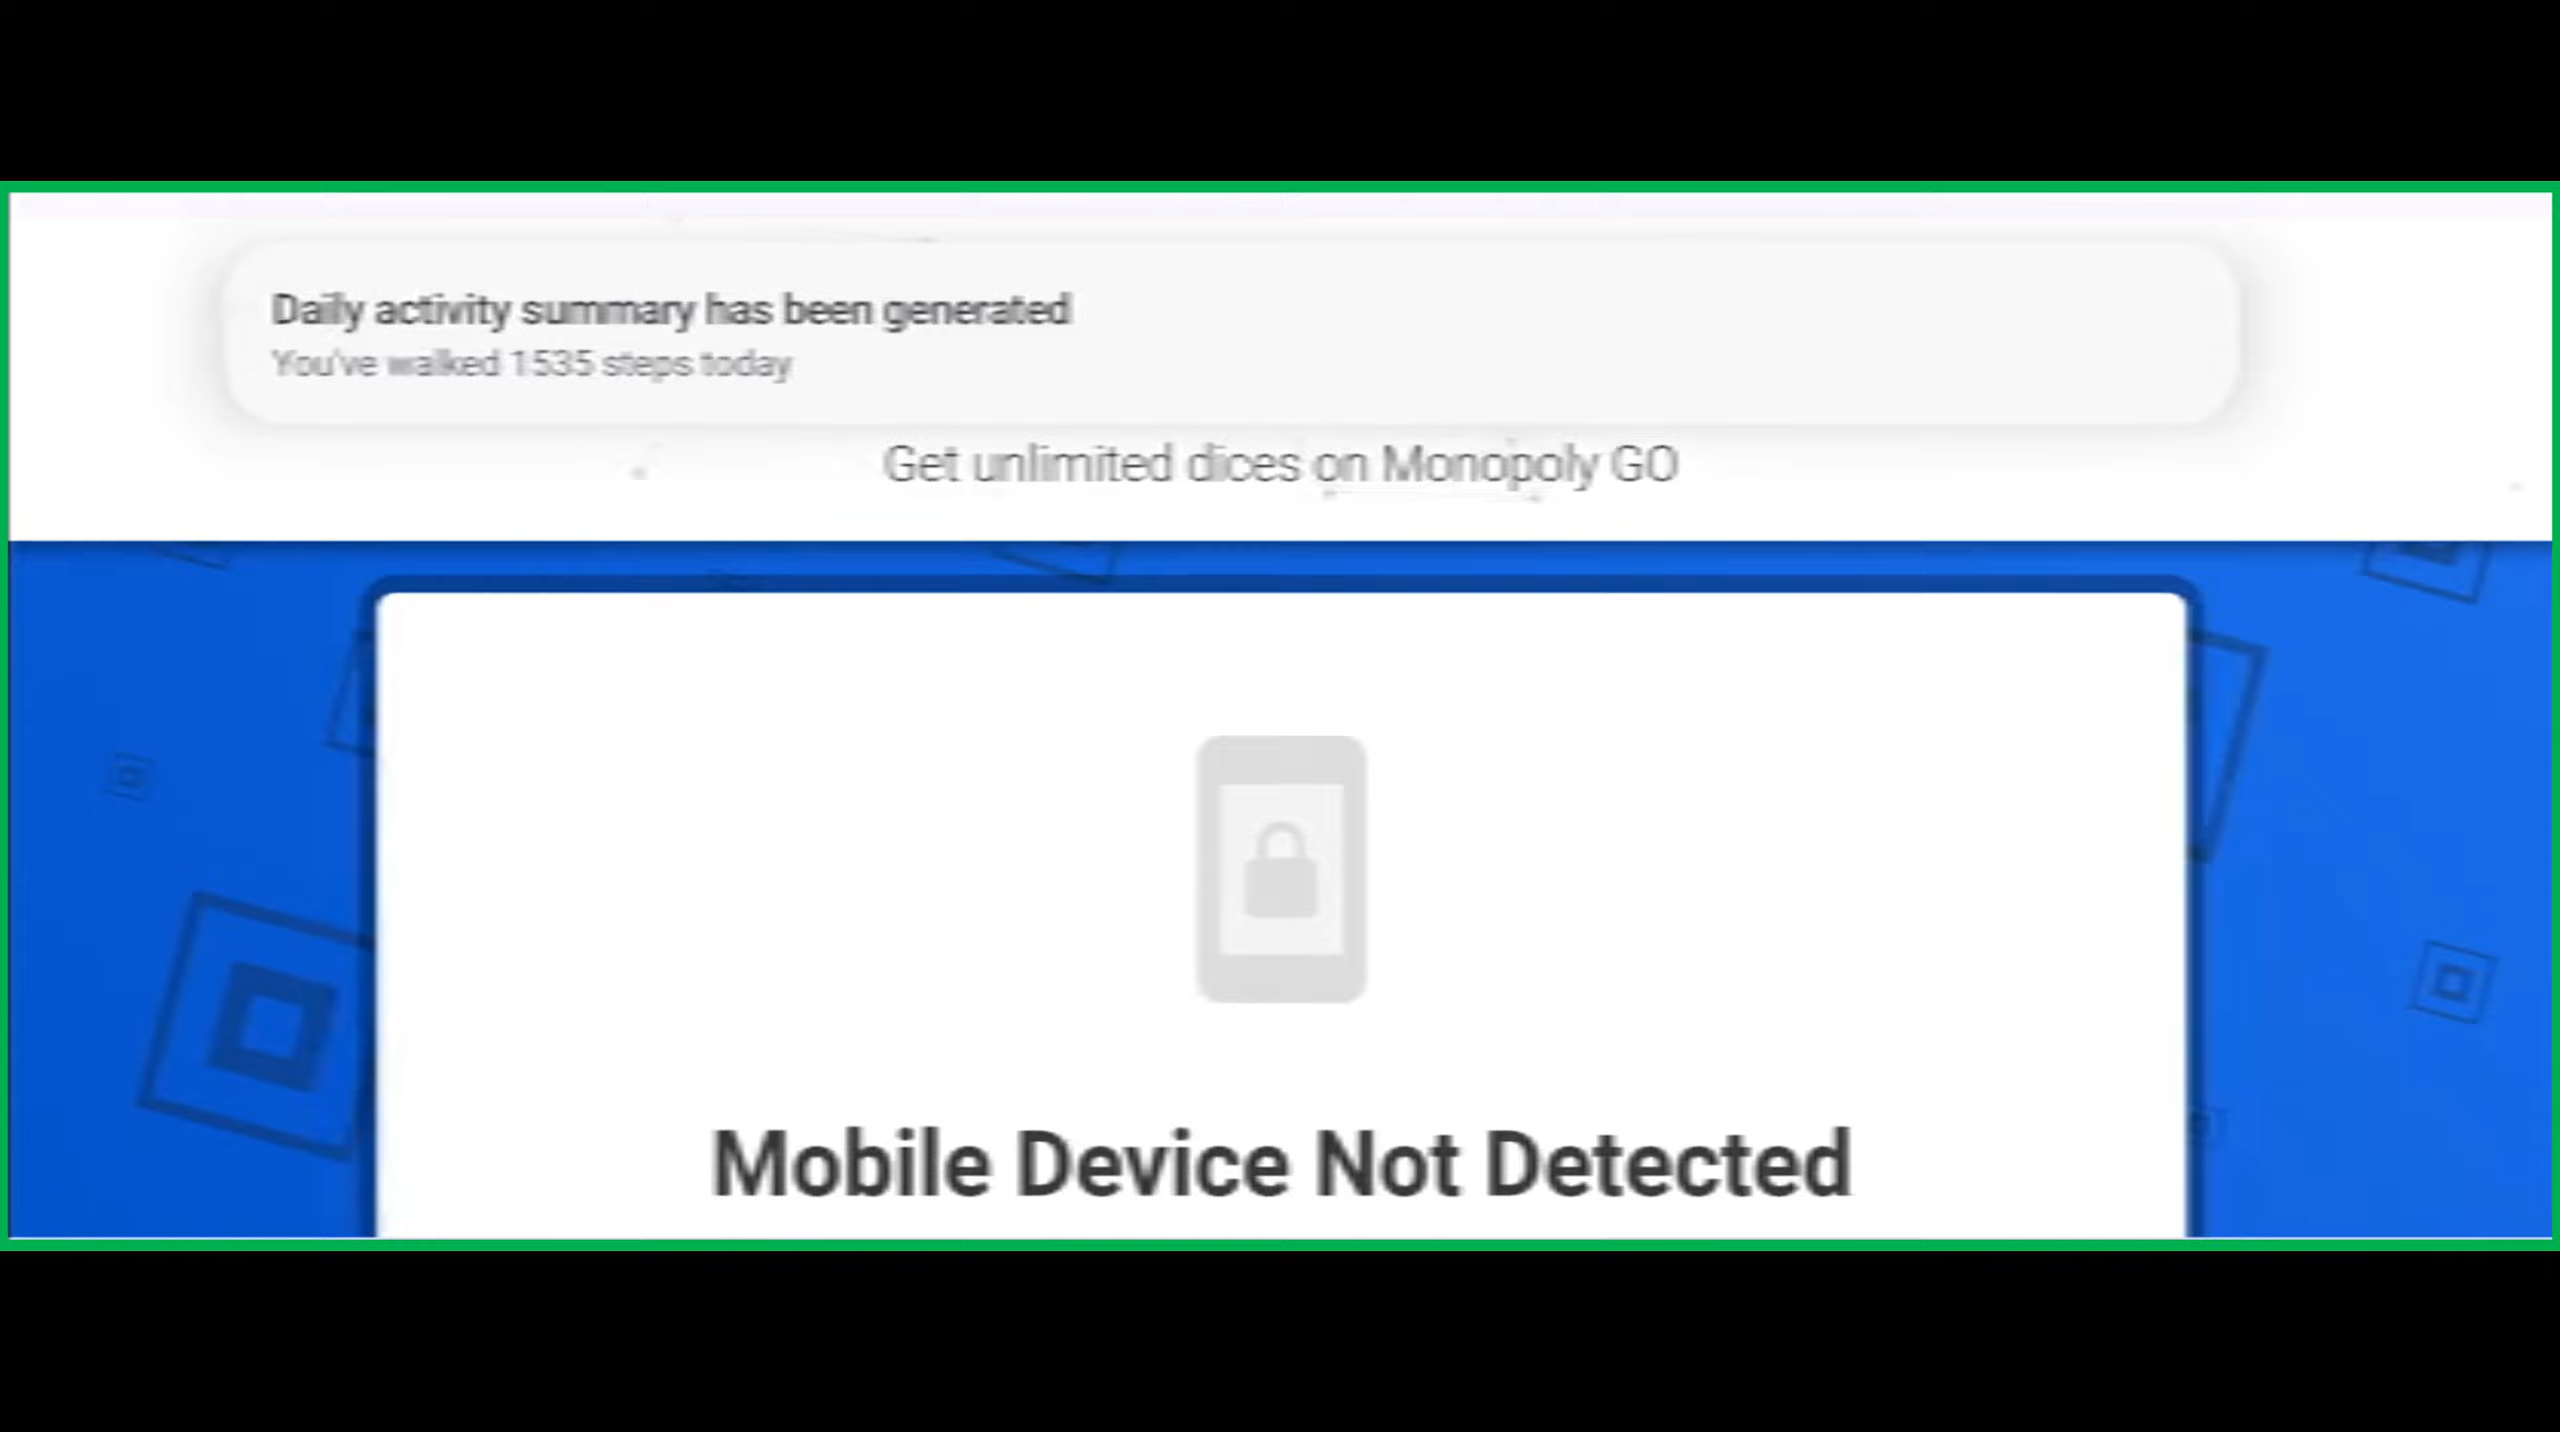 Daily activity summary has been generated
You've walked 1535 steps today
Get unlimited dices on Monopoly GO
Mobile Device Not Detected